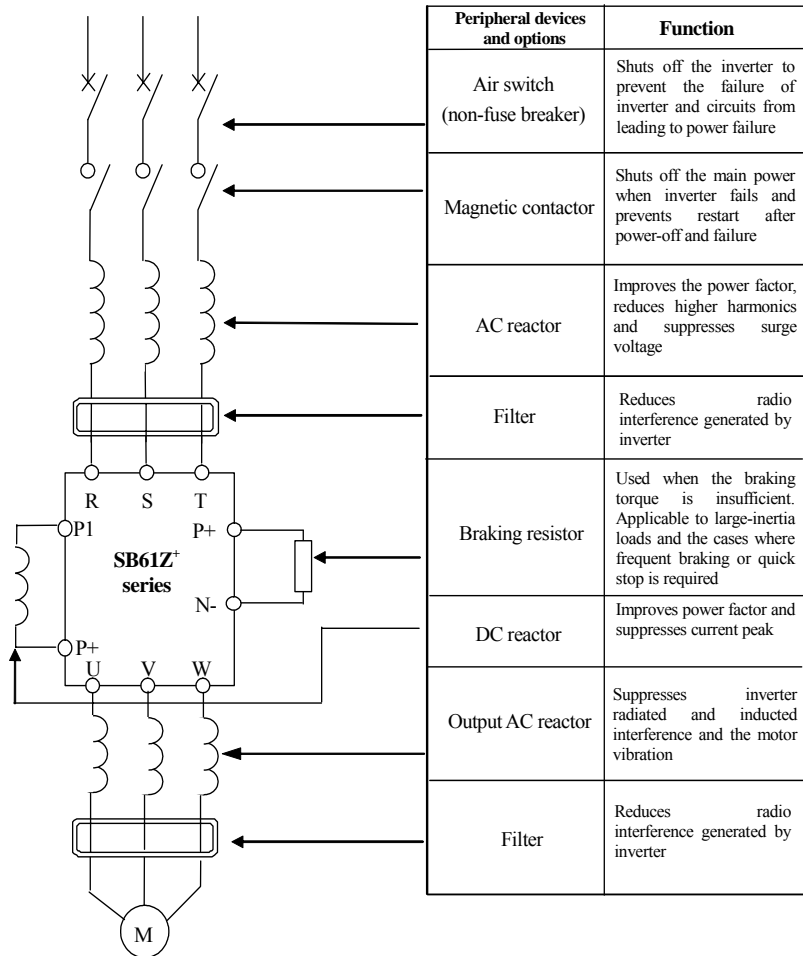 Peripheral devices
and options
Function
Air switch
(non-fuse breaker)
Shuts off the inverter to
prevent the failure of
inverter and circuits from
leading to power failure
Magnetic contactor
Shuts off the main power
when inverter fails and
prevents restart after
power-off and failure
AC reactor
Improves the power factor,
reduces higher harmonics
and suppresses surge
voltage
Filter
Reduces radio
interference generated by
inverter
Braking resistor
Used when the braking
torque is insufficient.
Applicable to large-inertia
loads and the cases where
frequent braking or quick
stop is required
DC reactor
Improves power factor and
suppresses current peak
Output AC reactor
Suppresses inverter
radiated and inducted
interference and the motor
vibration
Filter
Reduces radio
interference generated by
inverter
R S T
P1 P+
SB61Z+
series
N-
P+
U V W
M